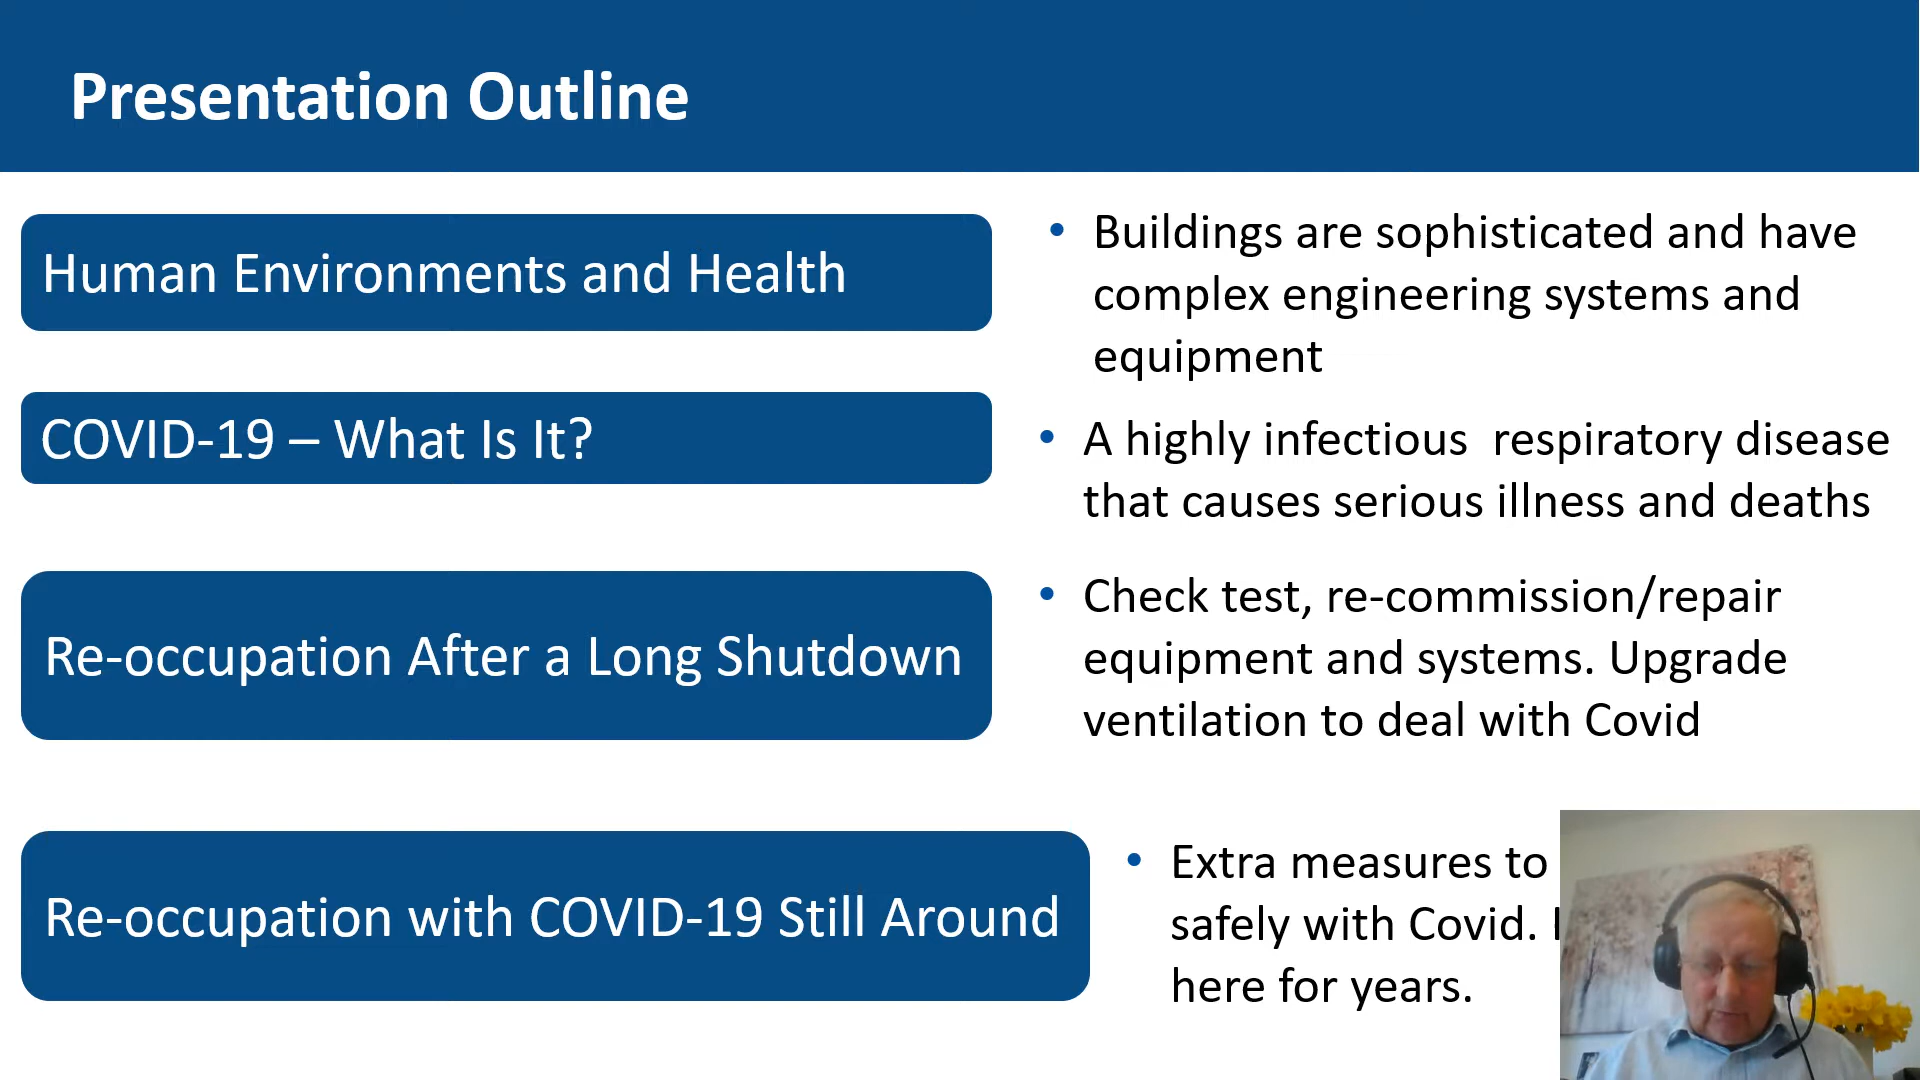 Presentation Outline
Human Environments and Health
• Buildings are sophisticated and have
complex engineering systems and
equipment
COVID-19 – What Is It?
• A highly infectious  respiratory disease
that causes serious illness and deaths
Re-occupation After a Long Shutdown
• Check test, re-commission/repair
equipment and systems. Upgrade
ventilation to deal with Covid
Re-occupation with COVID-19 Still Around
• Extra measures to
safely with Covid.
here for years.